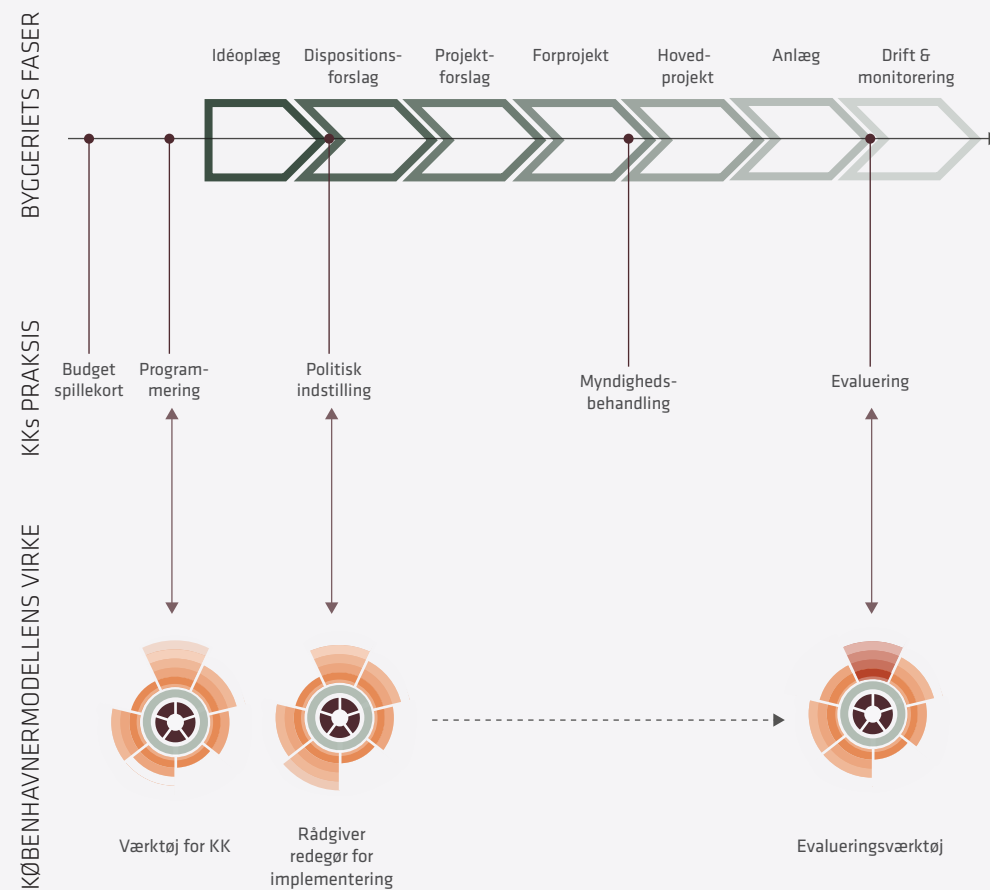 BYGGERIETS FASER
Idéoplæg
Dispositions-
forslag
Projekt-
forslag
Forprojekt
Hoved-
projekt
Anlæg
Drift &
monitorering
KKs PRAKSIS
Budget
spillekort
Program-
mering
Politisk
indstilling
Myndigheds-
behandling
Evaluering
KØBENHAVNERMODELLENS VIRKE
Værktøj for KK
Rådgiver
redegør for
implementering
Evalueringsværktøj